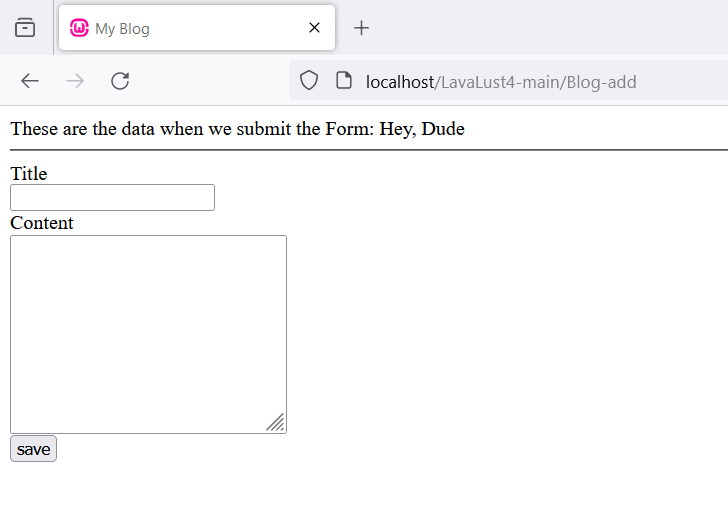 My Blog
localhost/LavaLust4-main/Blog-add
These are the data when we submit the Form: Hey, Dude
Title
Content
save